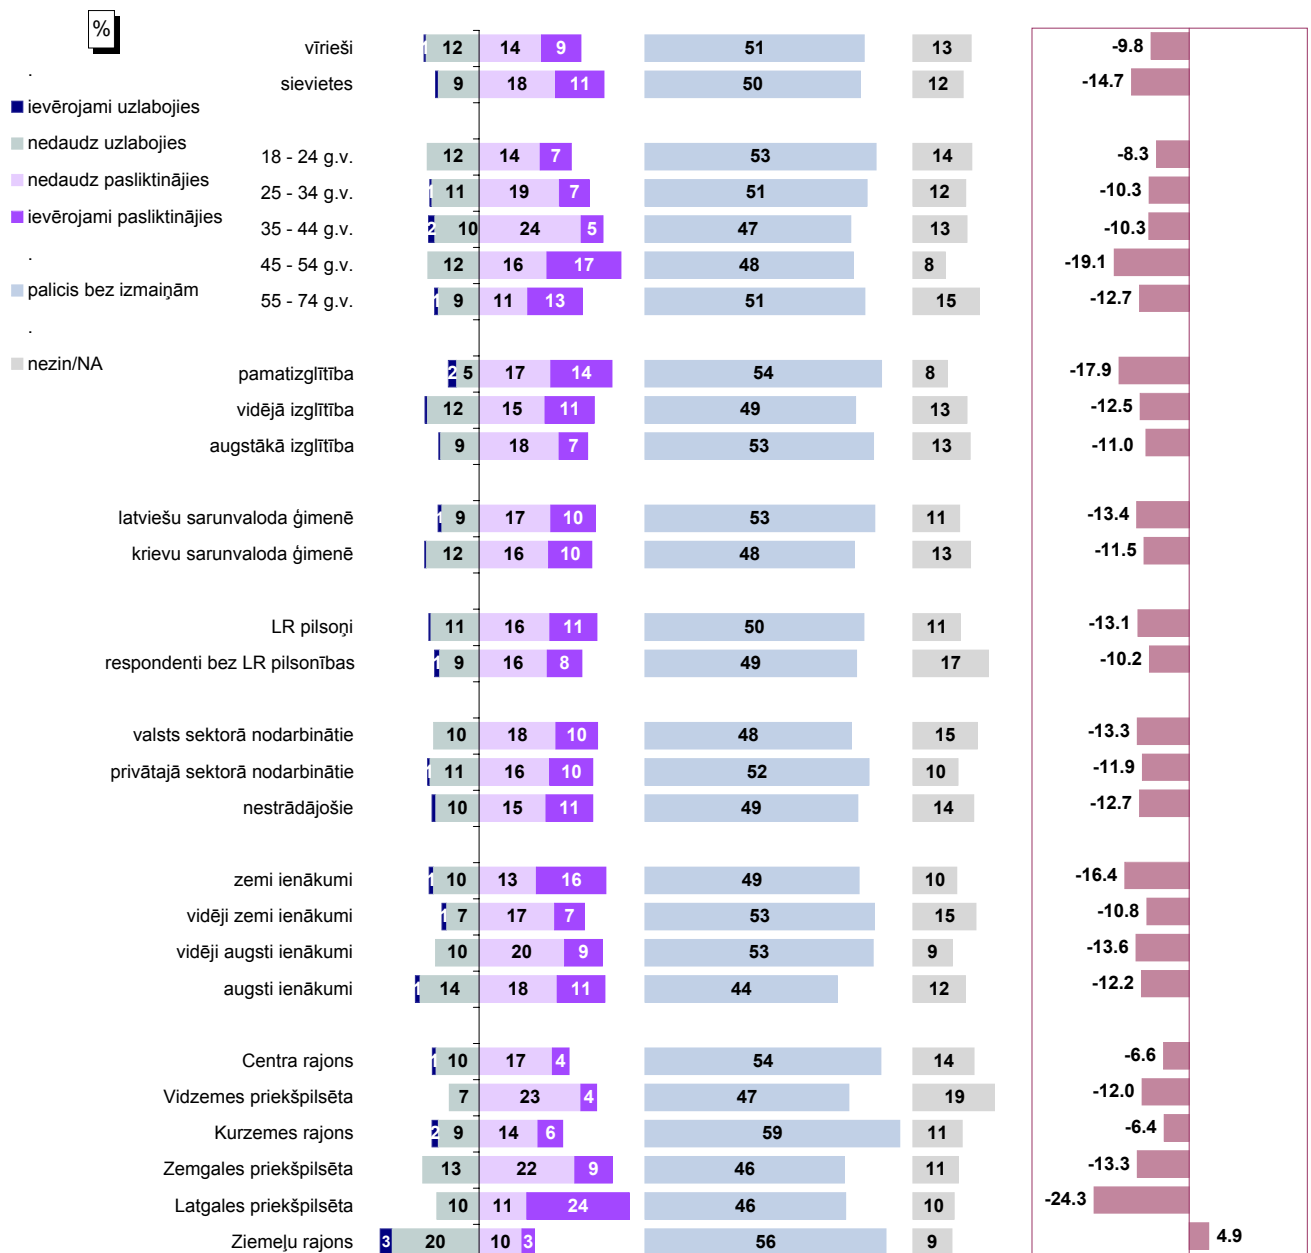 %
.
ievērojami uzlabojies
nedaudz uzlabojies
nedaudz pasliktinājies
ievērojami pasliktinājies
.
palicis bez izmaiņām
.
nezin/NA
vīrieši 1 12 14 9 51 13 -9.8
sievietes 9 18 11 50 12 -14.7
18 - 24 g.v. 12 14 7 53 14 -8.3
25 - 34 g.v. 1 11 19 7 51 12 -10.3
35 - 44 g.v. 2 10 24 5 47 13 -10.3
45 - 54 g.v. 12 16 17 48 8 -19.1
55 - 74 g.v. 1 9 11 13 51 15 -12.7
pamatizglītība 2 5 17 14 54 8 -17.9
vidējā izglītība 12 15 11 49 13 -12.5
augstākā izglītība 9 18 7 53 13 -11.0
latviešu sarunvaloda ģimenē 1 9 17 10 53 11 -13.4
krievu sarunvaloda ģimenē 12 16 10 48 13 -11.5
LR pilsoņi 11 16 11 50 11 -13.1
respondenti bez LR pilsonības 1 9 16 8 49 17 -10.2
valsts sektorā nodarbinātie 10 18 10 48 15 -13.3
privātajā sektorā nodarbinātie 1 11 16 10 52 10 -11.9
nestrādājošie 10 15 11 49 14 -12.7
zemi ienākumi 1 10 13 16 49 10 -16.4
vidēji zemi ienākumi 1 7 17 7 53 15 -10.8
vidēji augsti ienākumi 10 20 9 53 9 -13.6
augsti ienākumi 1 14 18 11 44 12 -12.2
Centra rajons 1 10 17 4 54 14 -6.6
Vidzemes priekšpilsēta 7 23 4 47 19 -12.0
Kurzemes rajons 2 9 14 6 59 11 -6.4
Zemgales priekšpilsēta 13 22 9 46 11 -13.3
Latgales priekšpilsēta 10 11 24 46 10 -24.3
Ziemeļu rajons 3 20 10 3 56 9 4.9